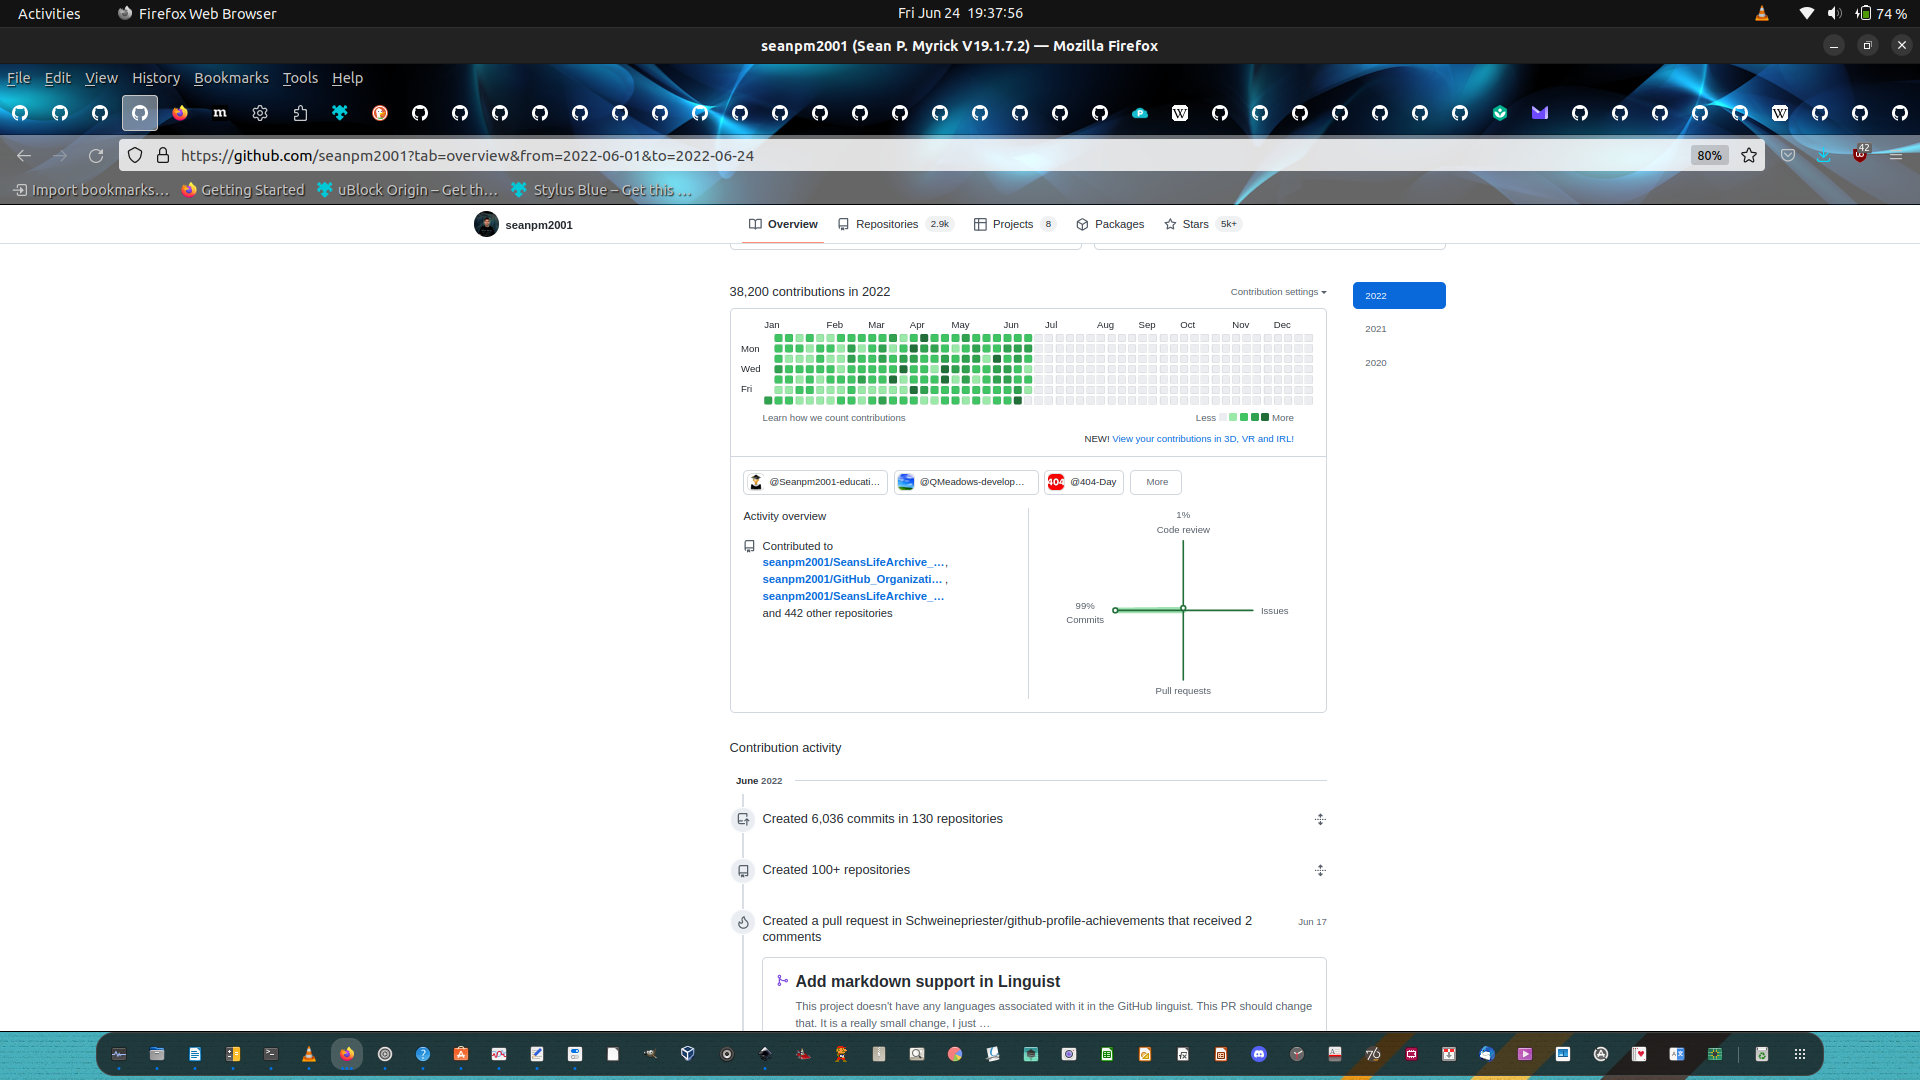 Activities
Firefox Web Browser
Fri Jun 24 19:37:56
74 %
seanpm2001 (Sean P. Myrick V19.1.7.2) — Mozilla Firefox
File Edit View History Bookmarks Tools Help
https://github.com/seanpm2001?tab=overview&from=2022-06-01&to=2022-06-24
80%
42
Import bookmarks…
Getting Started
uBlock Origin – Get th…
Stylus Blue – Get this …
seanpm2001
Overview
Repositories 2.9k
Projects 8
Packages
Stars 5k+
38,200 contributions in 2022
Contribution settings
2022
2021
2020
Jan Feb Mar Apr May Jun Jul Aug Sep Oct Nov Dec
Mon
Wed
Fri
Learn how we count contributions
Less More
NEW! View your contributions in 3D, VR and IRL!
@Seanpm2001-educati…
@QMeadows-develop…
404 @404-Day
More
Activity overview
Contributed to
seanpm2001/SeansLifeArchive_…,
seanpm2001/GitHub_Organizati… ,
seanpm2001/SeansLifeArchive_…
and 442 other repositories
1%
Code review
99%
Commits
Issues
Pull requests
Contribution activity
June 2022
Created 6,036 commits in 130 repositories
Created 100+ repositories
Created a pull request in Schweinepriester/github-profile-achievements that received 2
comments
Jun 17
Add markdown support in Linguist
This project doesn't have any languages associated with it in the GitHub linguist. This PR should change
that. It is a really small change, I just …